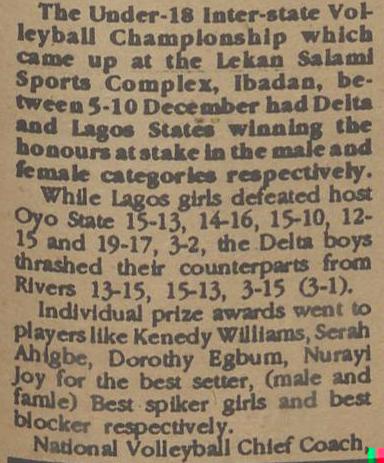 The Under-18 Inter-state Vol-
leyball Championship which
came up at the Lekan Salami
Sports Complex, Ibadan, be-
tween 5-10 December had Delta
and Lagos States winning the
honours at stake in the male and
female categories respectively.
While Lagos girls defeated host
Oyo State 15-13, 14-16, 15-10, 12-
15 and 19-17, 3-2, the Delta boys
thrashed their counterparts from
Rivers 13-15, 15-13, 3-15 (3-1).
Individual prize awards went to
players like Kenedy Williams, Serah
Ahigbe, Dorothy Egbum, Nurayi
Joy for the best setter, (male and
famle) Best spiker girls and best
blocker respectively.
National Volleyball Chief Coach,